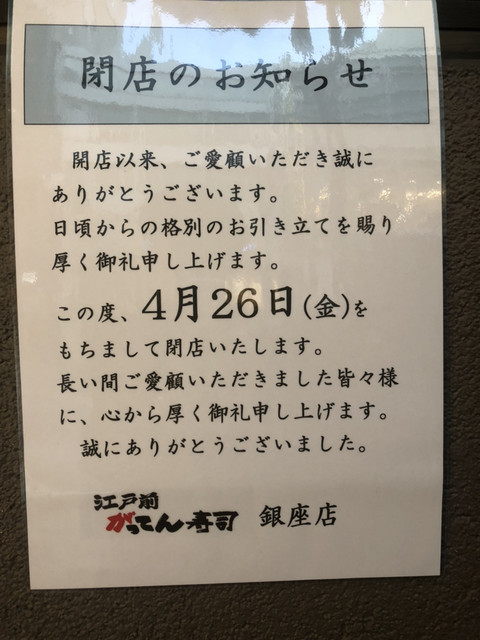 閉店のお知らせ
開店以来、ご愛顧いただき誠に
ありがとうございます。
日頃からの格別のお引き立てを賜り
厚く御礼申し上げます。
この度、4月26日(金)を
もちまして閉店いたします。
長い間ご愛顧いただきました皆々様
に、心から厚く御礼申し上げます。
誠にありがとうございました。
江戸前
がってん寿司 銀座店